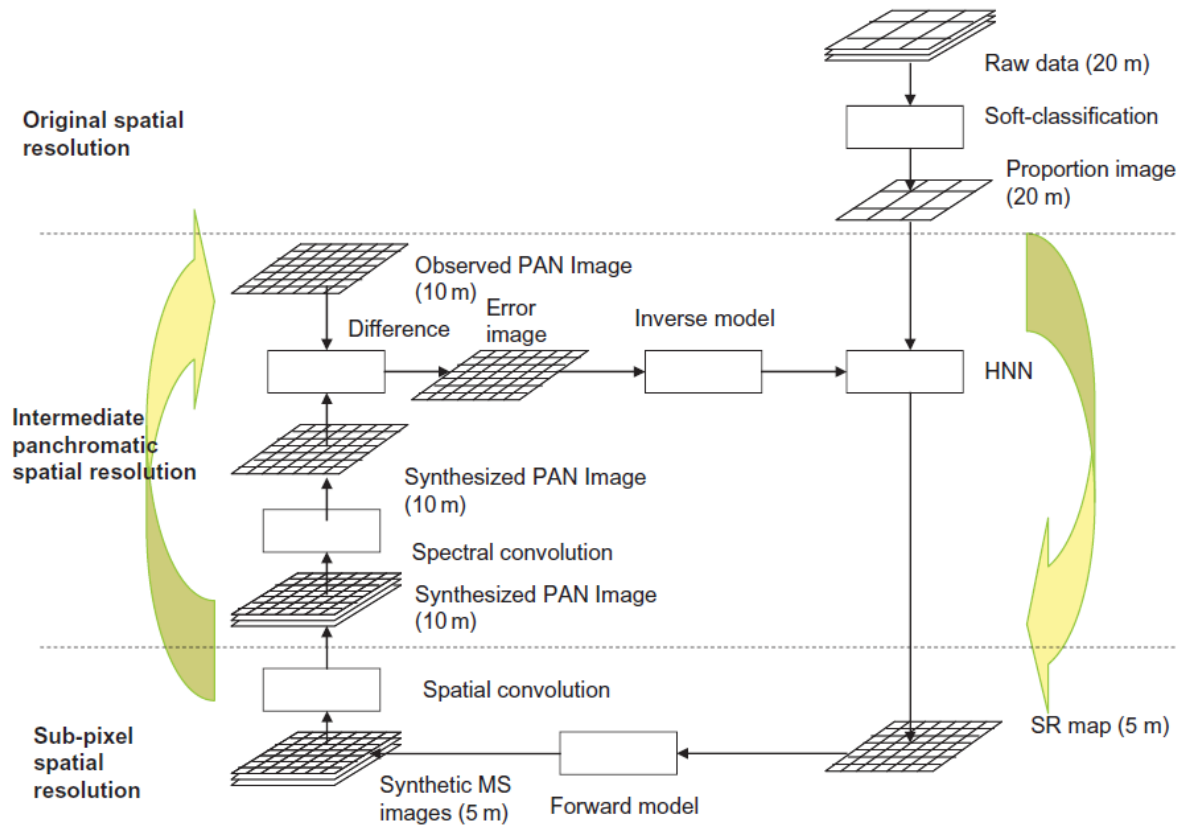 Raw data (20 m)
Original spatial
resolution
Soft-classification
Proportion image
(20 m)
Observed PAN Image
(10 m)
Error
image
Difference
Inverse model
HNN
Intermediate
panchromatic
spatial resolution
Synthesized PAN Image
(10 m)
Spectral convolution
Synthesized PAN Image
(10 m)
Spatial convolution
SR map (5 m)
Sub-pixel
spatial
resolution
Synthetic MS
images (5 m)
Forward model